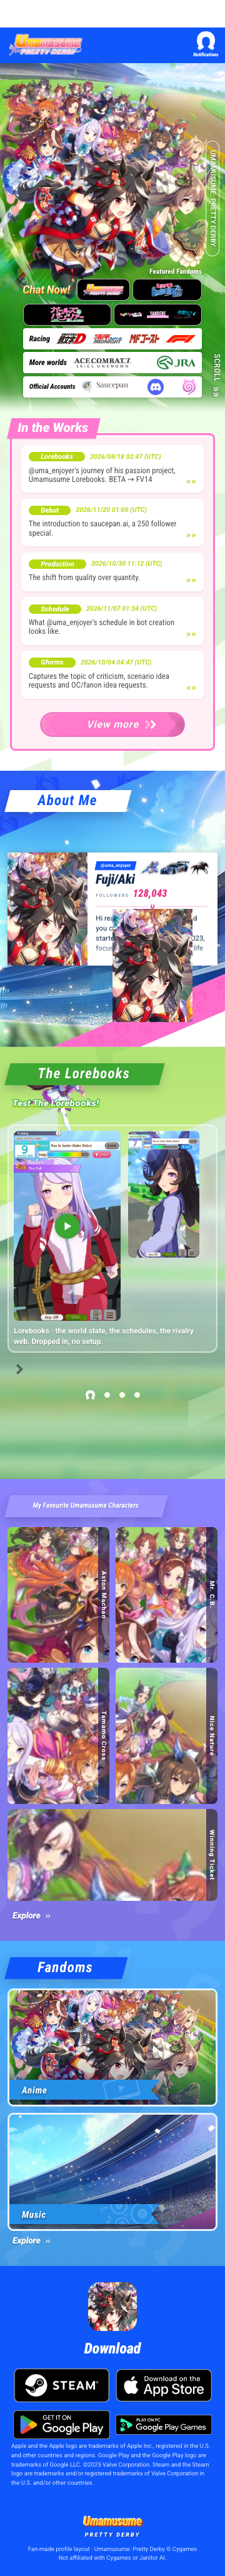 Umamusume
PRETTY DERBY
Notifications
UMAMUSUME: PRETTY DERBY
Featured Fandoms
Chat Now!
Racing
MFゴースト
F1
More worlds
ACE COMBAT 7
SKIES UNKNOWN
JRA
Official Accounts
Saucepan
SCROLL
In the Works
Lorebooks 2026/08/18 02:47 (UTC)
@uma_enjoyer's journey of his passion project,
Umamusume Lorebooks. BETA → FV14
Debut 2026/11/20 01:00 (UTC)
The introduction to saucepan.ai, a 250 follower
special.
Production 2026/10/30 11:12 (UTC)
The shift from quality over quantity.
Schedule 2026/11/07 01:34 (UTC)
What @uma_enjoyer's schedule in bot creation
looks like.
Gforms 2026/10/04 04:47 (UTC)
Captures the topic of criticism, scenario idea
requests and OC/fanon idea requests.
View more
About Me
@uma_enjoyer
Fuji/Aki
FOLLOWERS 128,043
The Lorebooks
Test The Lorebooks!
Lorebooks · the world state, the schedules, the rivalry
web. Dropped in, no setup.
My Favourite Umamusume Characters
Aston Machan
Mr. C.B.
Tamamo Cross
Nice Nature
Winning Ticket
Explore ››
Fandoms
Anime
Music
Explore ››
Download
STEAM
Download on the
App Store
GET IT ON
Google Play
PLAY ON PC
Google Play Games
Apple and the Apple logo are trademarks of Apple Inc., registered in the U.S.
and other countries and regions. Google Play and the Google Play logo are
trademarks of Google LLC. ©2025 Valve Corporation. Steam and the Steam
logo are trademarks and/or registered trademarks of Valve Corporation in
the U.S. and/or other countries.
Umamusume
PRETTY DERBY
Fan-made profile layout · Umamusume: Pretty Derby © Cygames
Not affiliated with Cygames or Janitor AI.